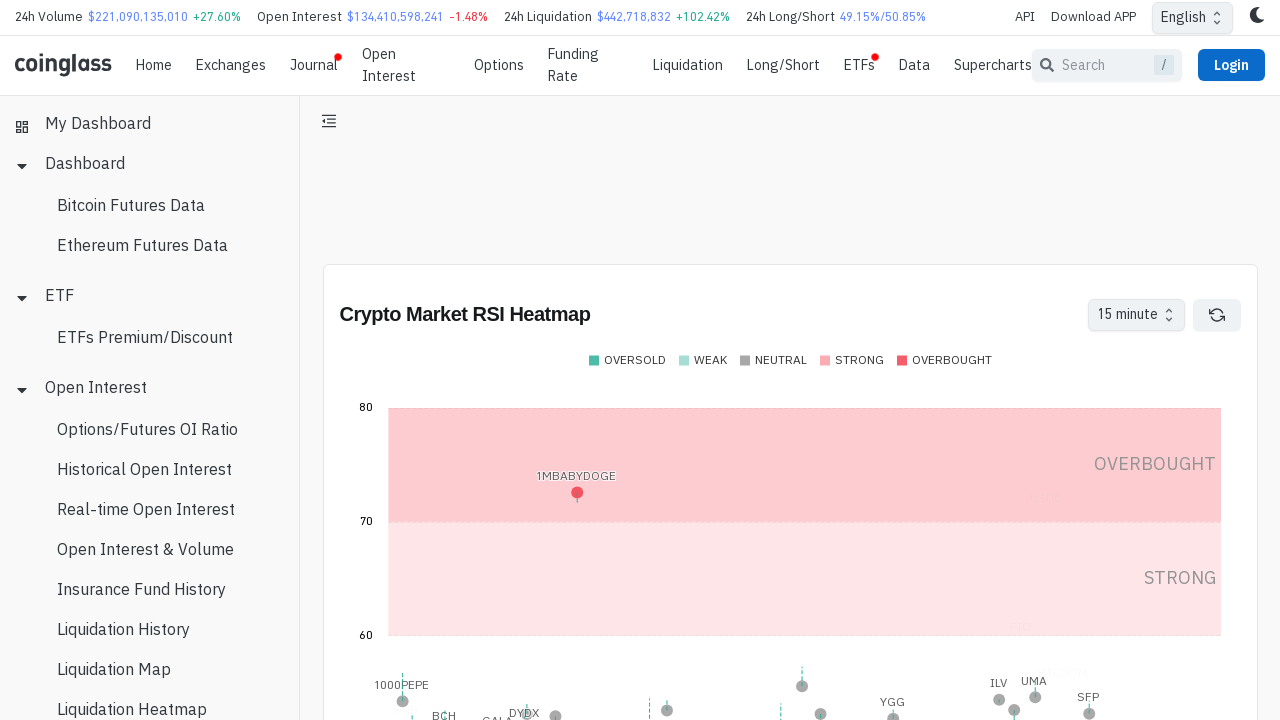 24h Volume $221,090,135,010 +27.60% Open Interest $134,410,598,241 -1.48% 24h Liquidation $442,718,832 +102.42% 24h Long/Short 49.15%/50.85% API Download APP English
coinglass Home Exchanges Journal Open Interest Options Funding Rate Liquidation Long/Short ETFs Data Supercharts Search / Login
My Dashboard
Dashboard
Bitcoin Futures Data
Ethereum Futures Data
ETF
ETFs Premium/Discount
Open Interest
Options/Futures OI Ratio
Historical Open Interest
Real-time Open Interest
Open Interest & Volume
Insurance Fund History
Liquidation History
Liquidation Map
Liquidation Heatmap
Crypto Market RSI Heatmap 15 minute
OVERSOLD WEAK NEUTRAL STRONG OVERBOUGHT
80
OVERBOUGHT
1MBABYDOGE
70
STRONG
60
1000PEPE ILV UMA
SFP
YGG
BCH GALA DYDX